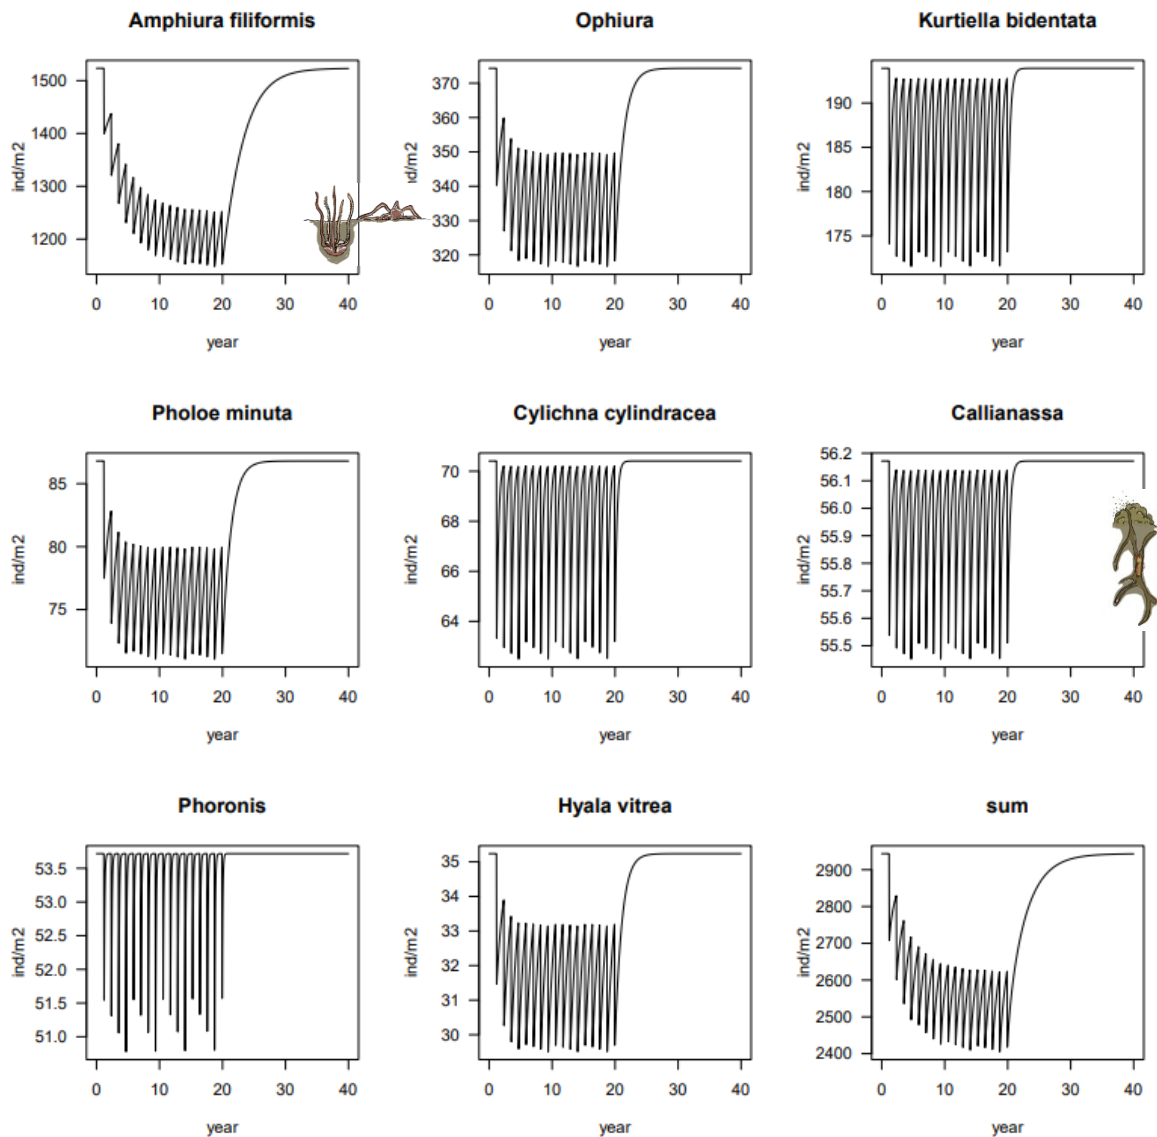 Amphiura filiformis
Ophiura
Kurtiella bidentata
ind/m2
1500
1400
1300
1200
0 10 20 30 40
year
ıd/m2
370
360
350
340
330
320
0 10 20 30 40
year
ind/m2
190
185
180
175
0 10 20 30 40
year
Pholoe minuta
Cylichna cylindracea
Callianassa
ind/m2
85
80
75
0 10 20 30 40
year
ind/m2
70
68
66
64
0 10 20 30 40
year
ind/m2
56.2
56.1
56.0
55.9
55.8
55.7
55.6
55.5
0 10 20 30 40
year
Phoronis
Hyala vitrea
sum
ind/m2
53.5
53.0
52.5
52.0
51.5
51.0
0 10 20 30 40
year
ind/m2
35
34
33
32
31
30
0 10 20 30 40
year
ind/m2
2900
2800
2700
2600
2500
2400
0 10 20 30 40
year